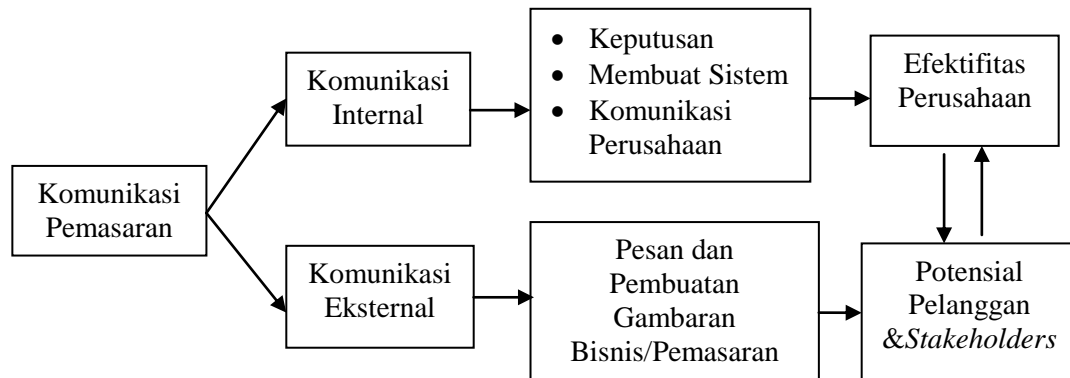 Komunikasi
Pemasaran
Komunikasi
Internal
• Keputusan
• Membuat Sistem
• Komunikasi
Perusahaan
Efektifitas
Perusahaan
Komunikasi
Eksternal
Pesan dan
Pembuatan
Gambaran
Bisnis/Pemasaran
Potensial
Pelanggan
&Stakeholders